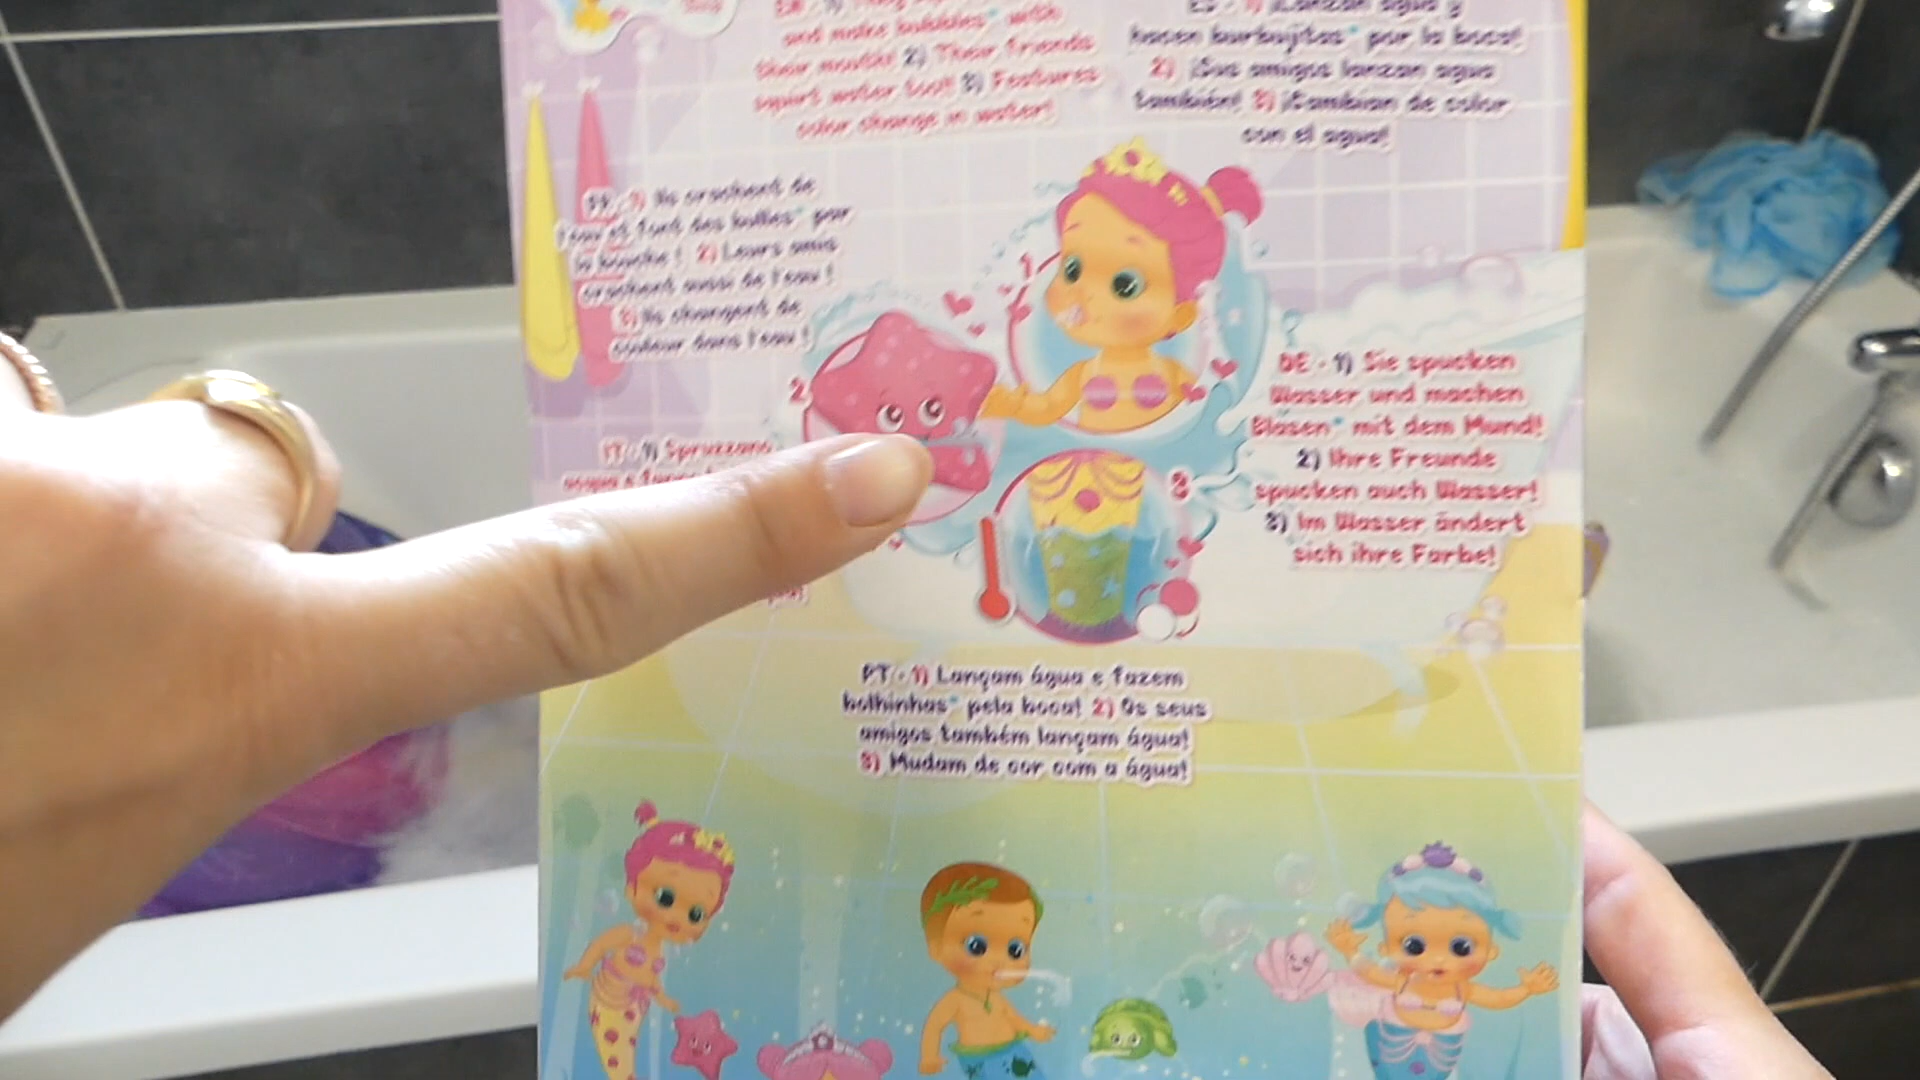 and make bubbles* with
their mouth! 2) Their friends
squirt water too!! 3) Features
color change in water!
ES - 1) ¡Lanzan agua y
hacen burbujitas* por la boca!
2) ¡Sus amigos lanzan agua
también! 3) ¡Cambian de color
con el agua!
FR - 1) Ils crachent de
l'eau et font des bulles* par
la bouche ! 2) Leurs amis
crachent aussi de l'eau !
3) Ils changent de
couleur dans l'eau !
1
2
3
IT - 1) Spruzzano
DE - 1) Sie spucken
Wasser und machen
Blasen* mit dem Mund!
2) Ihre Freunde
spucken auch Wasser!
3) Im Wasser ändert
sich ihre Farbe!
PT - 1) Lançam água e fazem
bolhinhas* pela boca! 2) Os seus
amigos também lançam água!
3) Mudam de cor com a água!